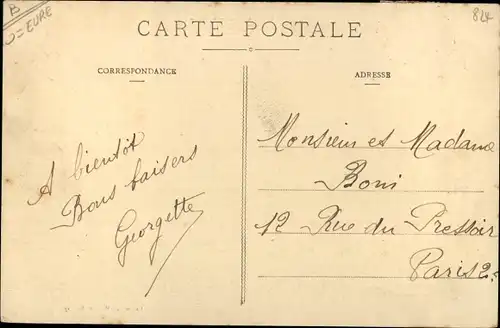 B
D=EURE
824
CARTE POSTALE
CORRESPONDANCE
ADRESSE
A bientôt
Bons baisers
Georgette
Monsieur et Madame
Boni
12 Rue du Pressoir
Paris 2